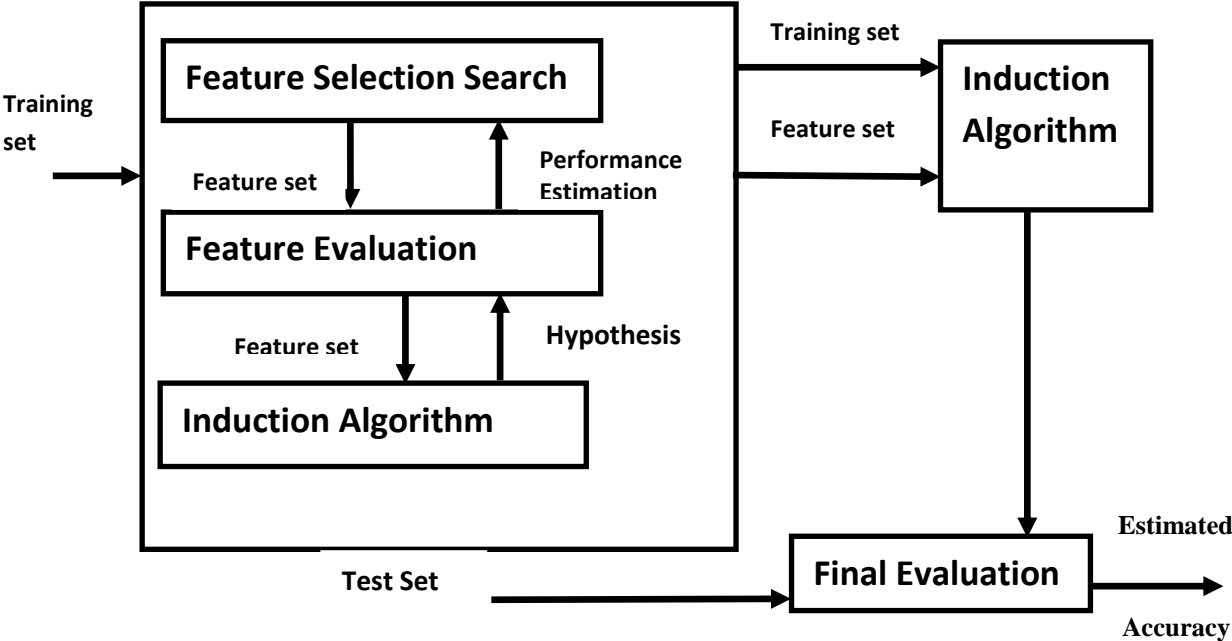 Training
set
Feature Selection Search
Feature set
Performance
Estimation
Feature Evaluation
Feature set
Hypothesis
Induction Algorithm
Training set
Feature set
Induction
Algorithm
Test Set
Final Evaluation
Estimated
Accuracy